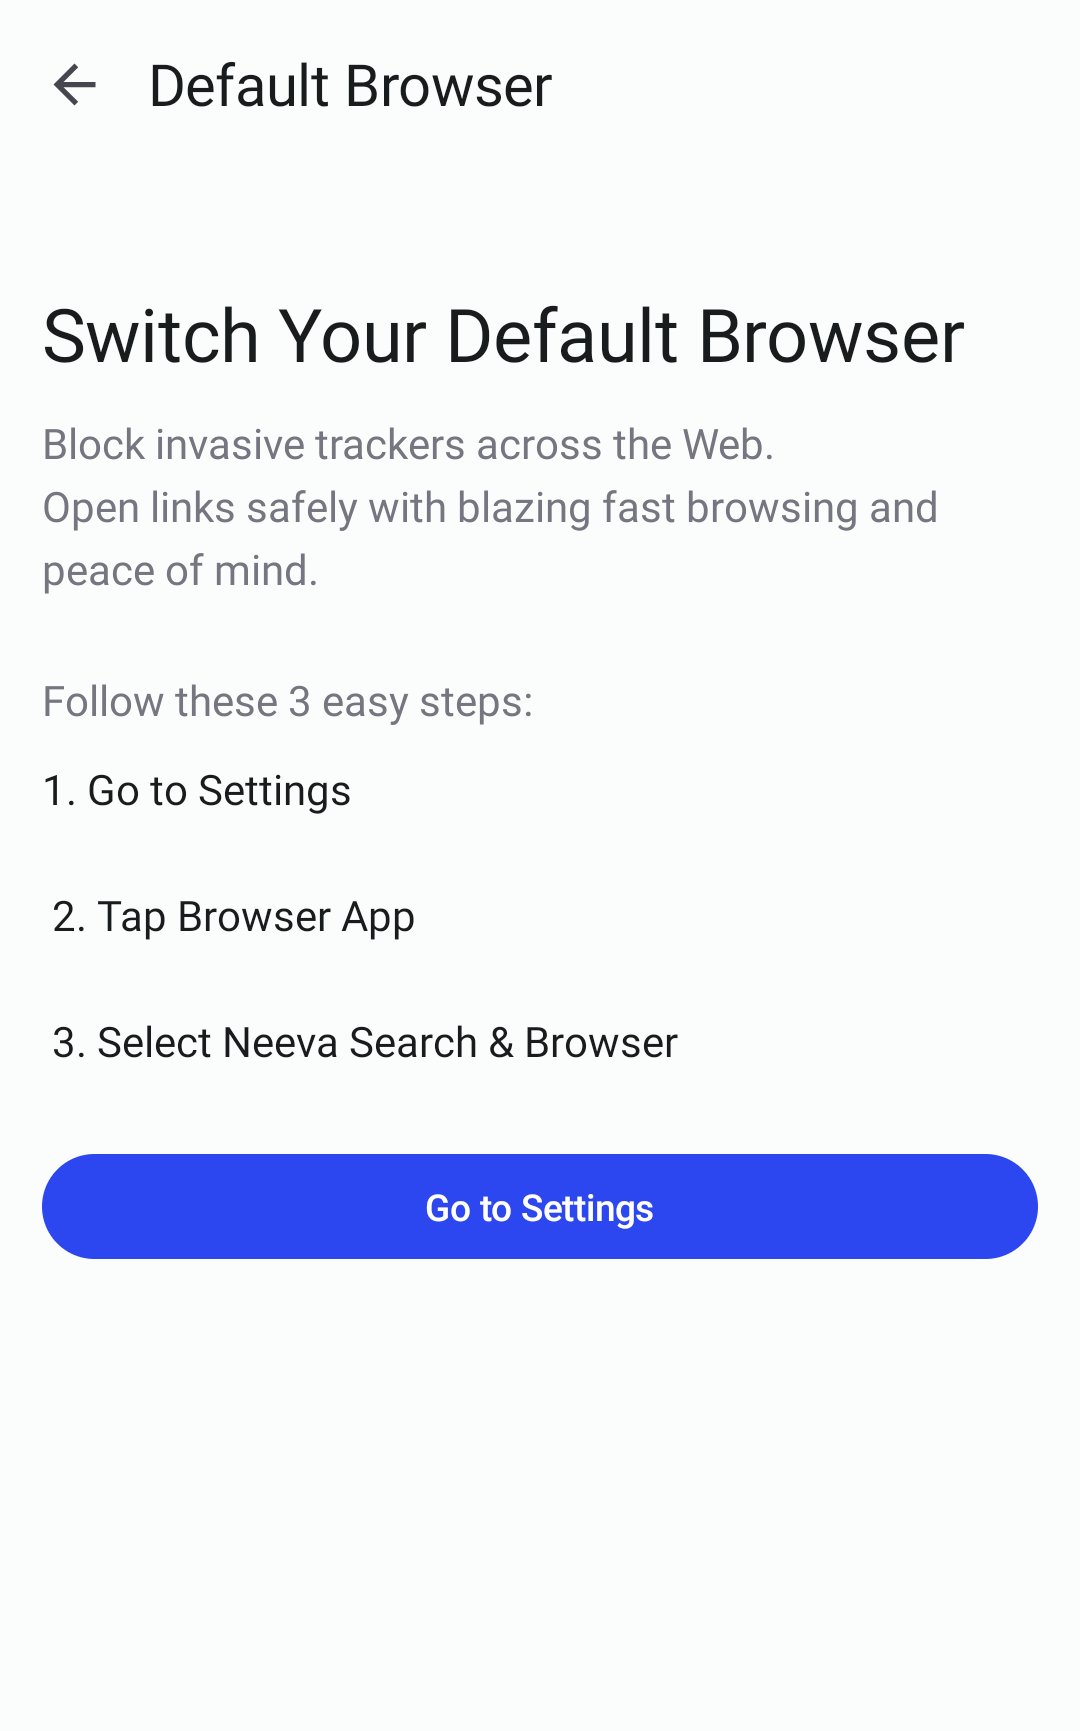 Default Browser
Switch Your Default Browser
Block invasive trackers across the Web.
Open links safely with blazing fast browsing and
peace of mind.
Follow these 3 easy steps:
1. Go to Settings
2. Tap Browser App
3. Select Neeva Search & Browser
Go to Settings